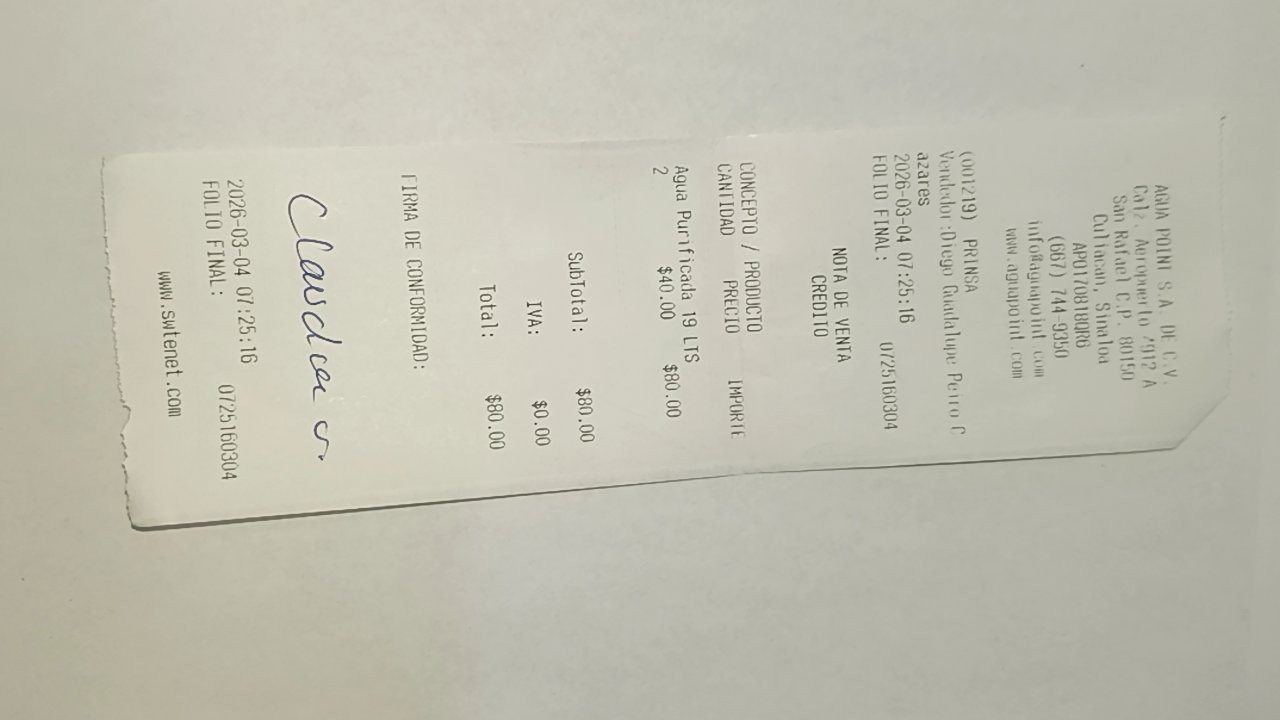 AGUA POINT S.A. DE C.V.
Calz. Aeropuerto 7912 A
San Rafael C.P. 80150
Culiacan, Sinaloa
APO170818QR6
(667) 744-9350
info@aguapoint.com
www.aguapoint.com
(001219) PRINSA
Vendedor:Diego Guadalupe Peiro C
azares
2026-03-04 07:25:16
FOLIO FINAL: 0725160304
NOTA DE VENTA
CREDITO
CONCEPTO / PRODUCTO
CANTIDAD PRECIO IMPORTE
Agua Purificada 19 LTS
2 $40.00 $80.00
SubTotal: $80.00
IVA: $0.00
Total: $80.00
FIRMA DE CONFORMIDAD:
Claudia
2026-03-04 07:25:16
FOLIO FINAL: 0725160304
www.swtenet.com